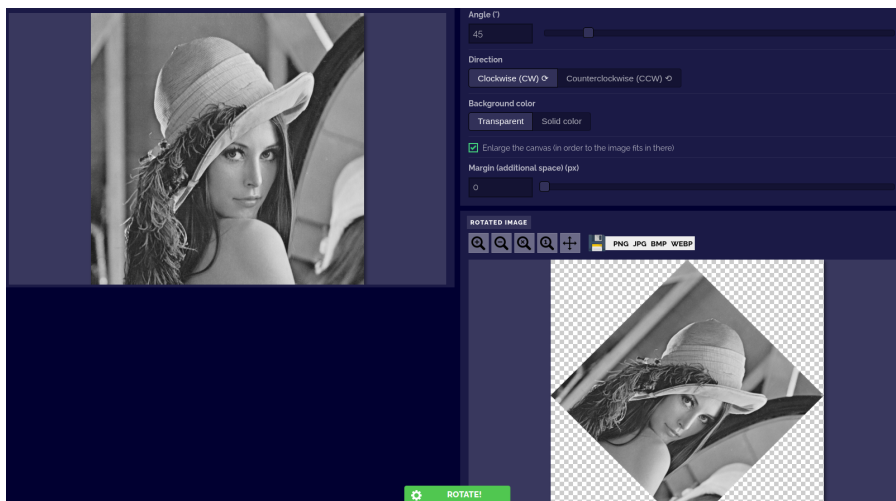 Angle (°)
45
Direction
Clockwise (CW) ⟳
Counterclockwise (CCW) ⟲
Background color
Transparent
Solid color
Enlarge the canvas (in order to the image fits in there)
Margin (additional space) (px)
0
ROTATED IMAGE
PNG JPG BMP WEBP
ROTATE!